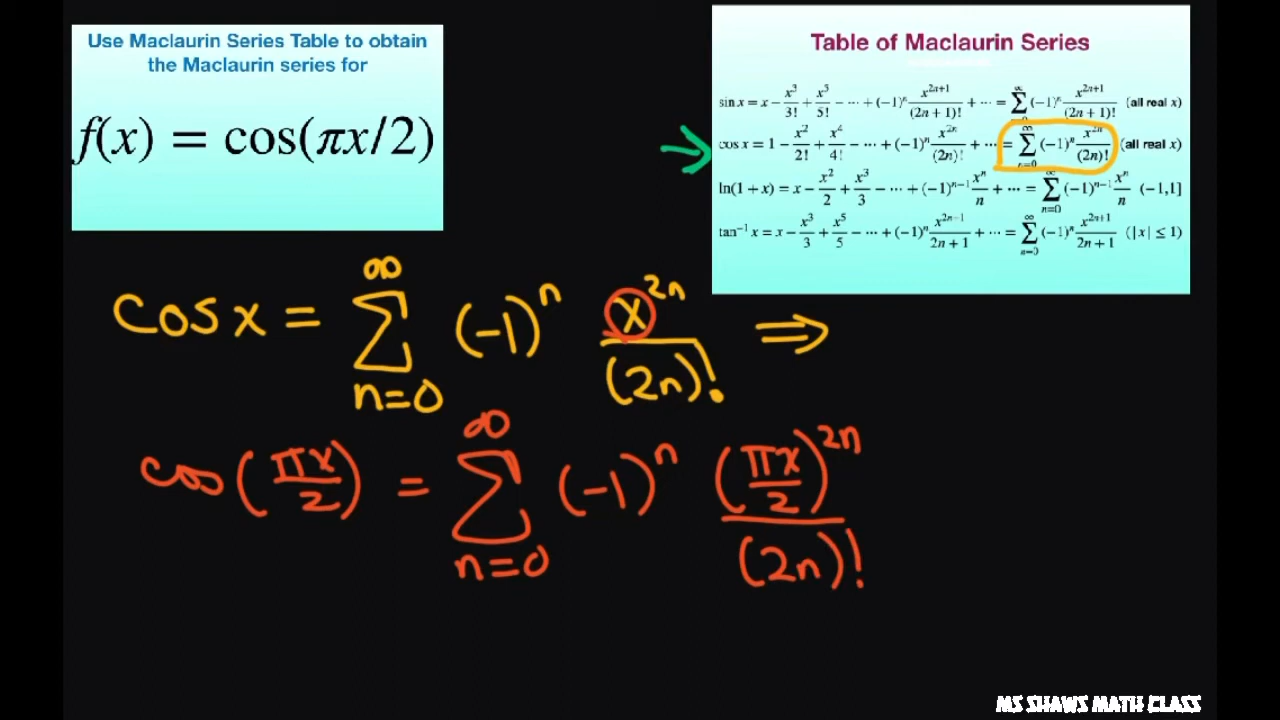 Use Maclaurin Series Table to obtain
the Maclaurin series for
f(x) = cos(πx/2)
Table of Maclaurin Series
sin x = x − x³/3! + x⁵/5! − ⋯ + (−1)ⁿ x²ⁿ⁺¹/(2n+1)! + ⋯ = ∞ ∑ 0 (−1)ⁿ x²ⁿ⁺¹/(2n+1)! (all real x)
cos x = 1 − x²/2! + x⁴/4! − ⋯ + (−1)ⁿ x²ⁿ/(2n)! + ⋯ = ∞ ∑ n=0 (−1)ⁿ x²ⁿ/(2n)! (all real x)
ln(1 + x) = x − x²/2 + x³/3 − ⋯ + (−1)ⁿ⁻¹ xⁿ/n + ⋯ = ∞ ∑ n=0 (−1)ⁿ⁻¹ xⁿ/n (-1,1]
tan⁻¹ x = x − x³/3 + x⁵/5 − ⋯ + (−1)ⁿ x²ⁿ⁻¹/2n + 1 + ⋯ = ∞ ∑ n=0 (−1)ⁿ x²ⁿ⁺¹/2n + 1 (|x| ≤ 1)
cos x = ∞ ∑ n=0 (−1)ⁿ x²ⁿ/(2n)! ⇒
cos(πx/2) = ∞ ∑ n=0 (−1)ⁿ (πx/2)²ⁿ/(2n)!
MS SHAWS MATH CLASS